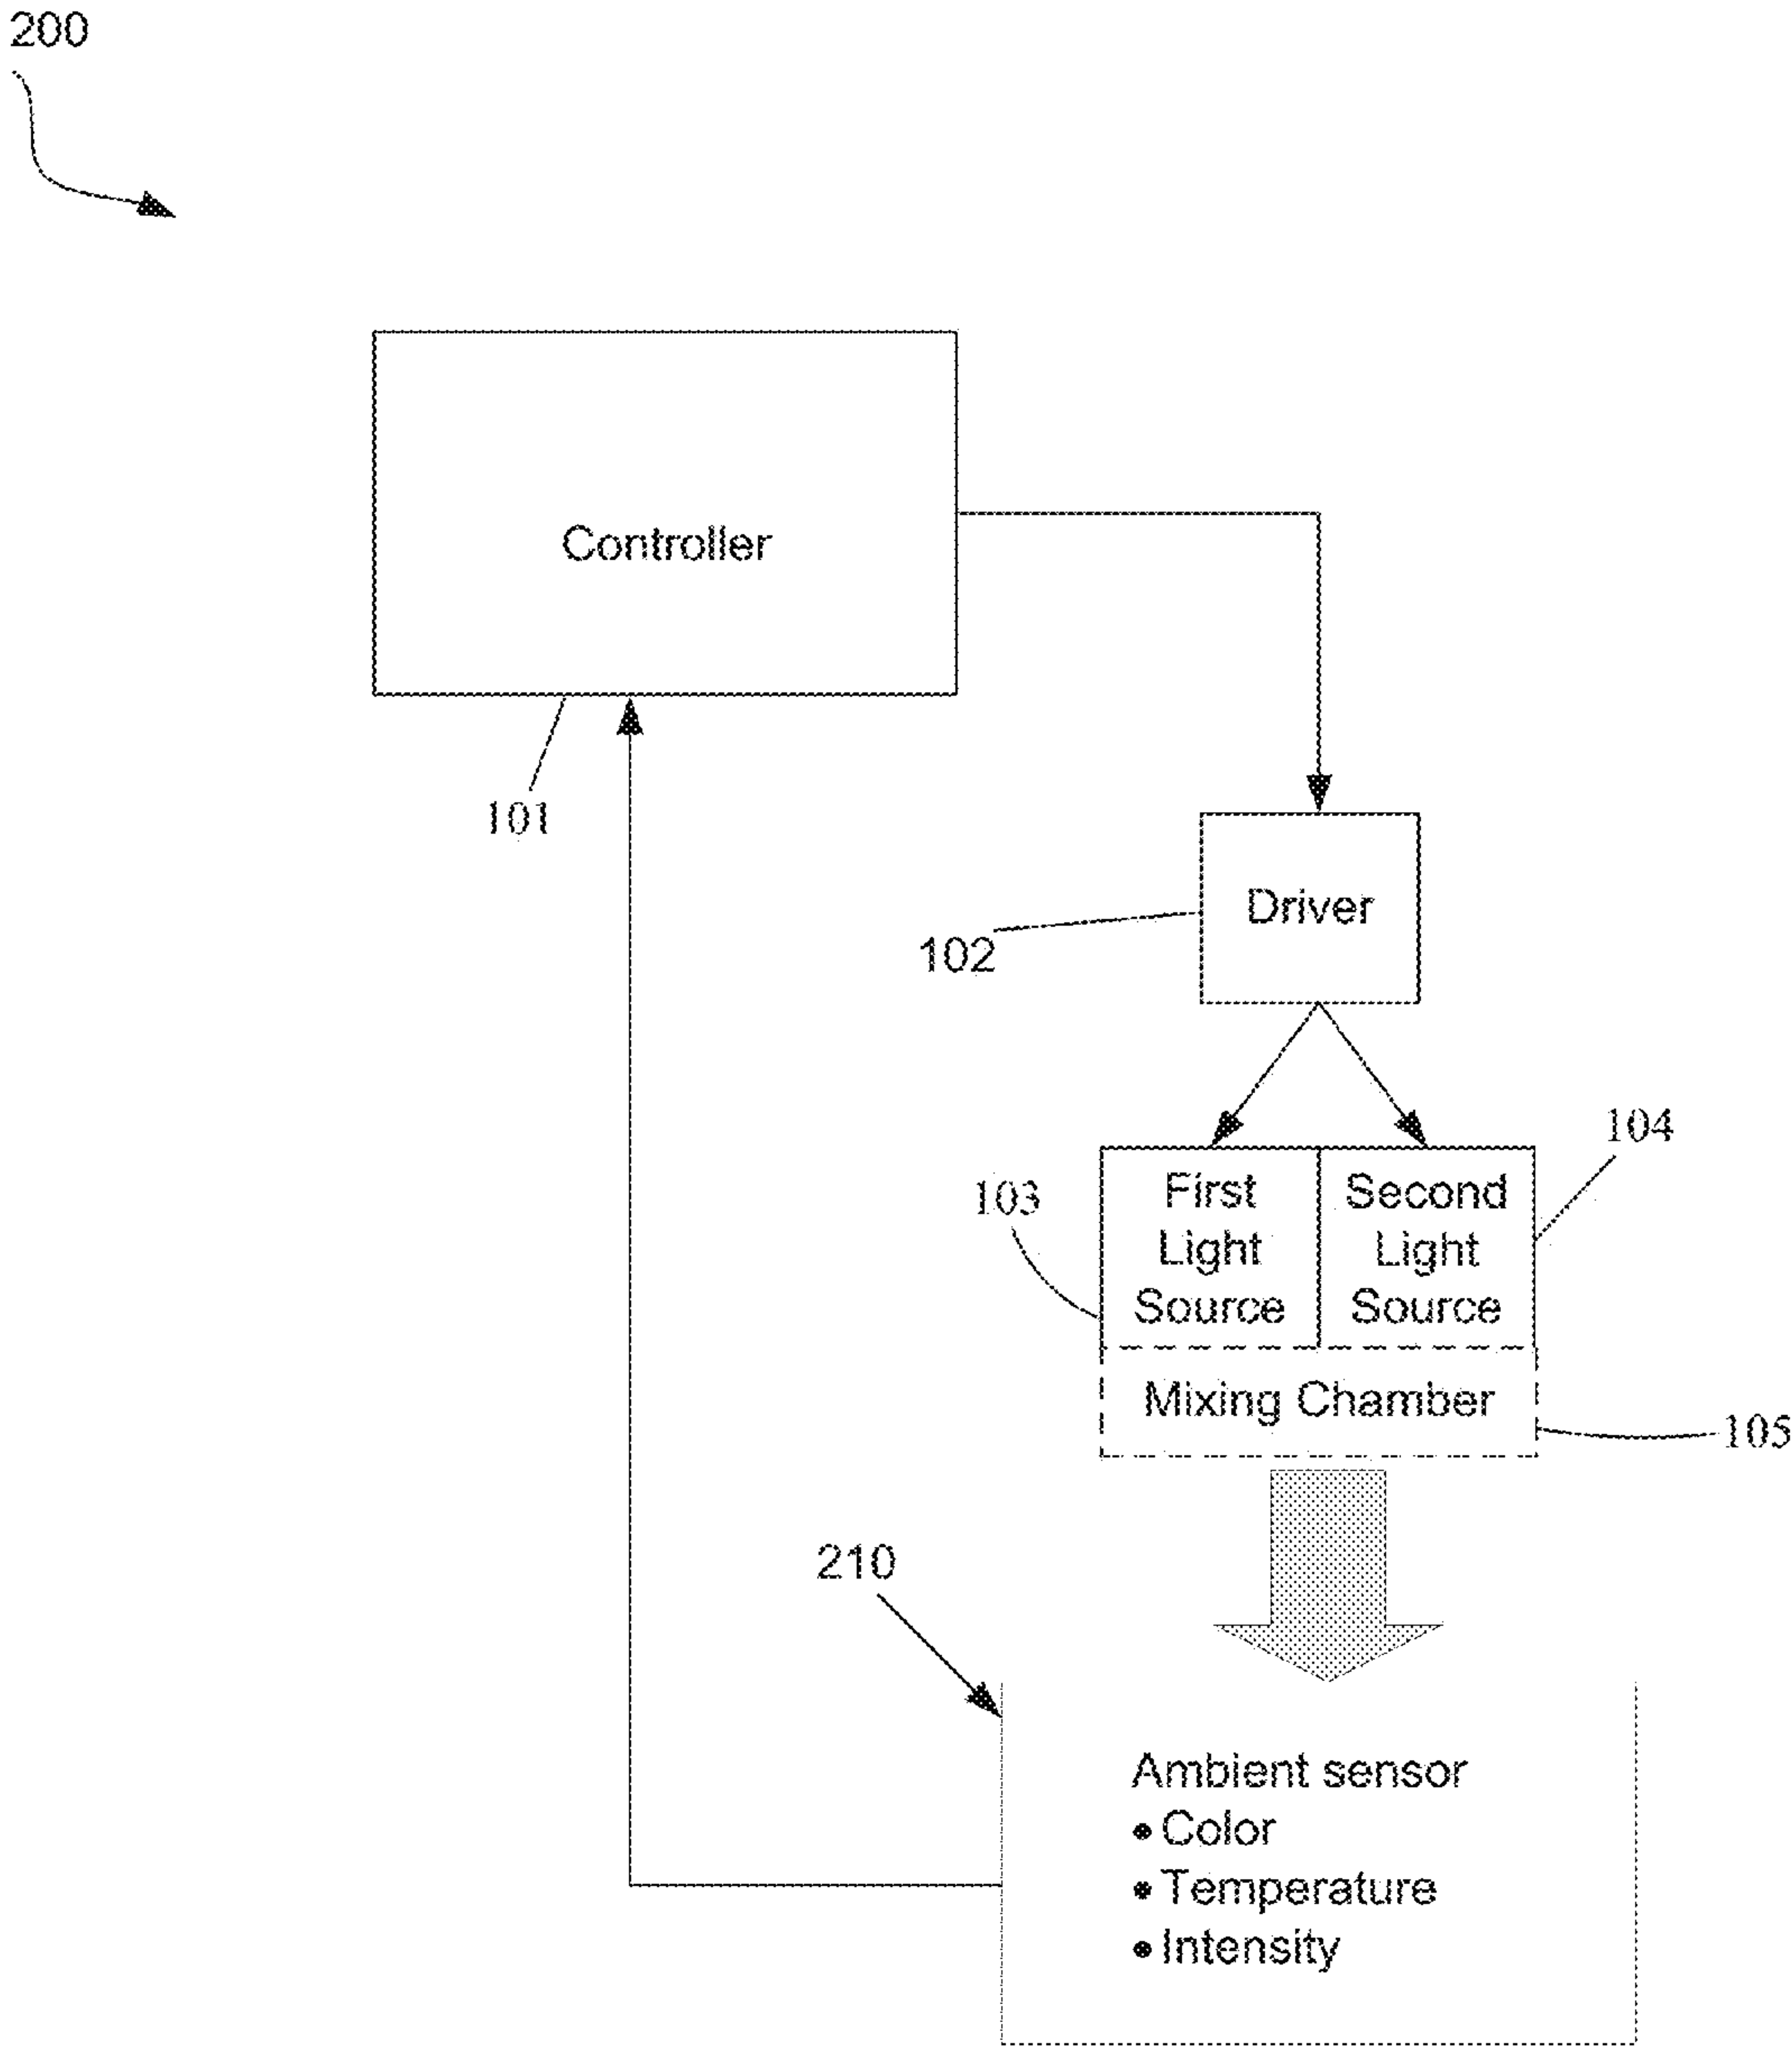 200
Controller
101
Driver
102
104
103
First
Light
Source
Second
Light
Source
Mixing Chamber
105
210
Ambient sensor
• Color
• Temperature
• Intensity